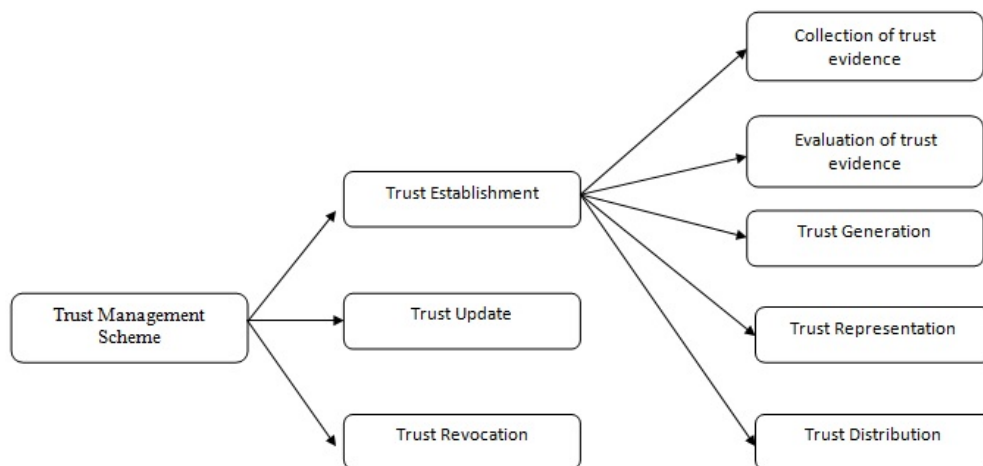 Collection of trust
evidence
Evaluation of trust
evidence
Trust Establishment
Trust Generation
Trust Management
Scheme
Trust Update
Trust Representation
Trust Revocation
Trust Distribution